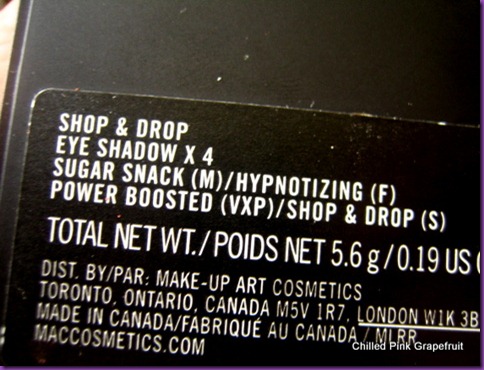 SHOP & DROP
EYE SHADOW X 4
SUGAR SNACK (M)/HYPNOTIZING (F)
POWER BOOSTED (VXP)/SHOP & DROP (S)
TOTAL NET WT./POIDS NET 5.6 g/0.19 US
DIST. BY/PAR: MAKE-UP ART COSMETICS
TORONTO, ONTARIO, CANADA M5V 1R7, LONDON W1K 3B
MADE IN CANADA/FABRIQUÉ AU CANADA / MLRR
MACCOSMETICS.COM
Chilled Pink Grapefruit